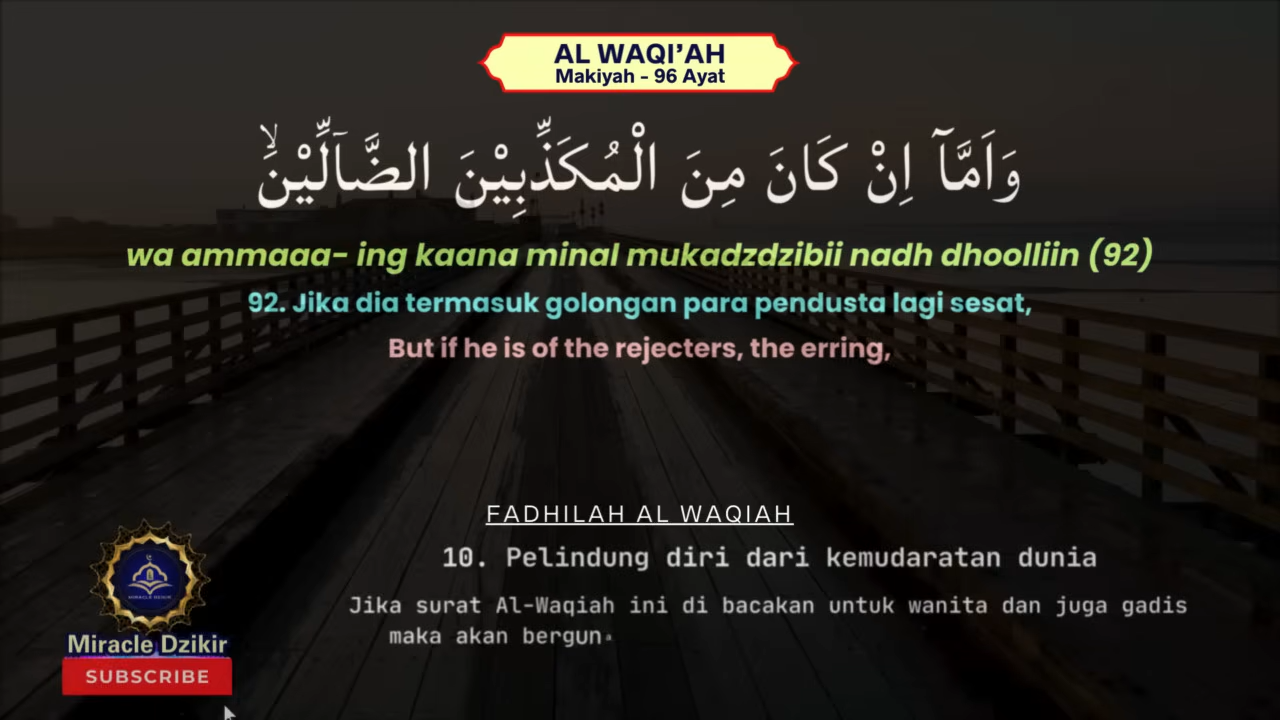 AL WAQI’AH
Makiyah - 96 Ayat
وَاَمَّآ اِنْ كَانَ مِنَ الْمُكَذِّبِيْنَ الضَّاۤلِّيْنَۙ
wa ammaaa- ing kaana minal mukadzdzibii nadh dhoolliin (92)
92. Jika dia termasuk golongan para pendusta lagi sesat,
But if he is of the rejecters, the erring,
FADHILAH AL WAQIAH
10. Pelindung diri dari kemudaratan dunia
Jika surat Al-Waqiah ini di bacakan untuk wanita dan juga gadis
maka akan berguna
MIRACLE DZIKIR
Miracle Dzikir
SUBSCRIBE